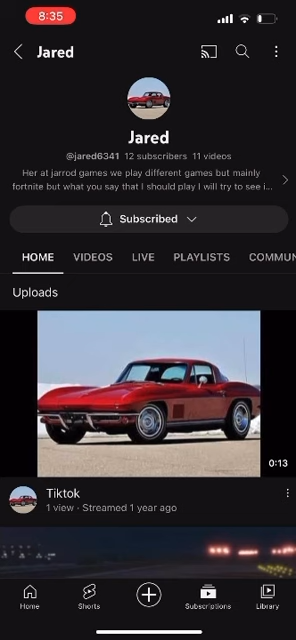 8:35
Jared
Jared
@jared6341 12 subscribers 11 videos
Her at jarrod games we play different games but mainly
fortnite but what you say that I should play I will try to see i...
Subscribed
HOME VIDEOS LIVE PLAYLISTS COMMUN
Uploads
0:13
Tiktok
1 view · Streamed 1 year ago
Home Shorts Subscriptions Library